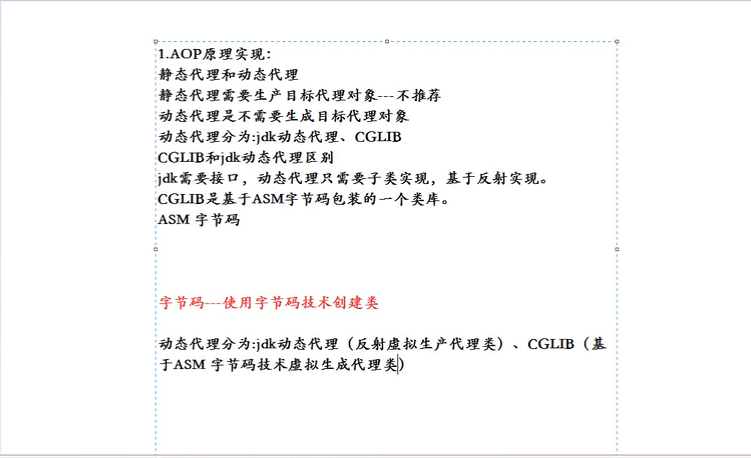 1.AOP原理实现：
静态代理和动态代理
静态代理需要生产目标代理对象---不推荐
动态代理是不需要生成目标代理对象
动态代理分为:jdk动态代理、CGLIB
CGLIB和jdk动态代理区别
jdk需要接口，动态代理只需要子类实现，基于反射实现。
CGLIB是基于ASM字节码包装的一个类库。
ASM 字节码
字节码---使用字节码技术创建类
动态代理分为:jdk动态代理（反射虚拟生产代理类）、CGLIB（基
于ASM 字节码技术虚拟生成代理类）